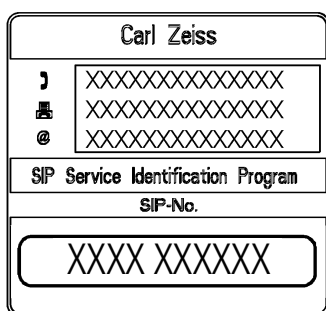 Carl Zeiss
XXXXXXXXXXXXXX
XXXXXXXXXXXXXX
@ XXXXXXXXXXXXXX
SIP Service Identification Program
SIP-No.
XXXX XXXXXX